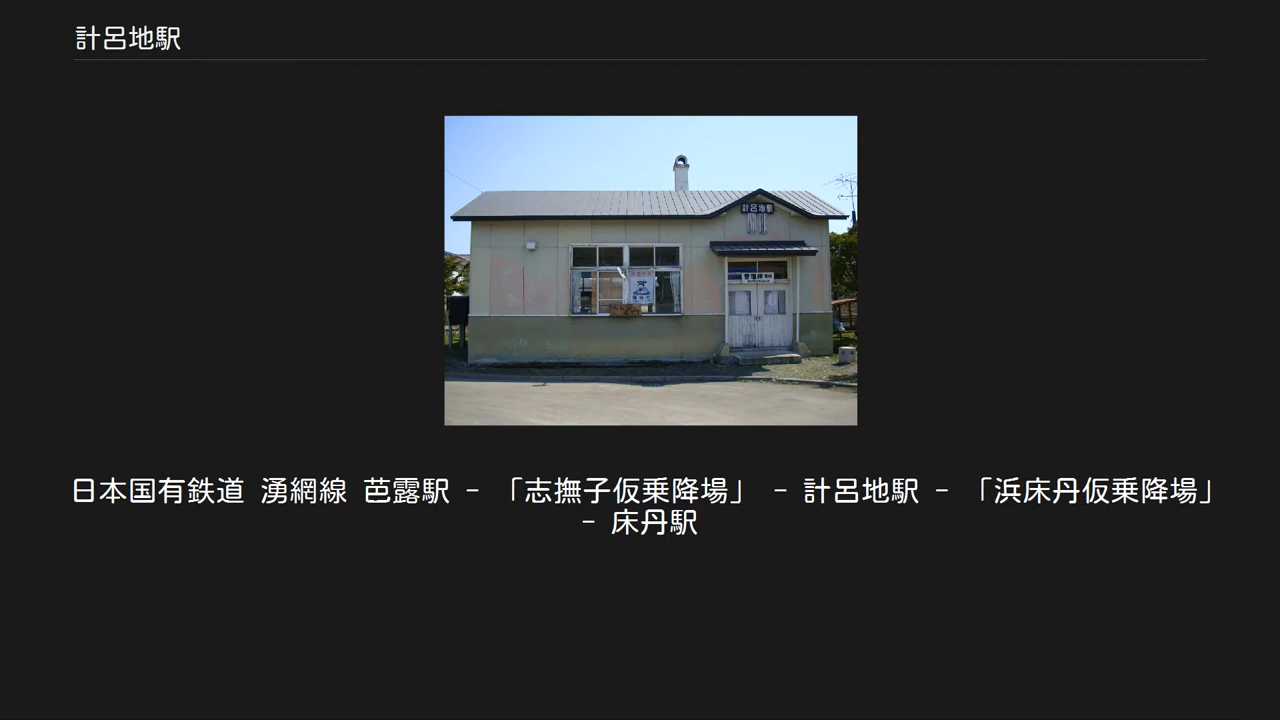 計呂地駅
計呂地駅
日本国有鉄道 湧網線 芭露駅 - 「志撫子仮乗降場」 - 計呂地駅 - 「浜床丹仮乗降場」
- 床丹駅